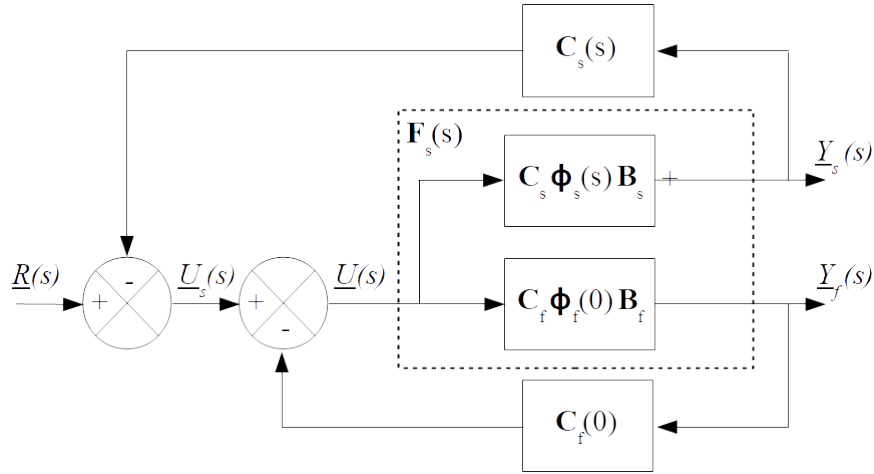 C_s(s)
F_s(s)
C_s ϕ_s(s) B_s
+
Y_s(s)
R(s)
+
-
U_s(s)
+
-
U(s)
C_f ϕ_f(0) B_f
Y_f(s)
C_f(0)